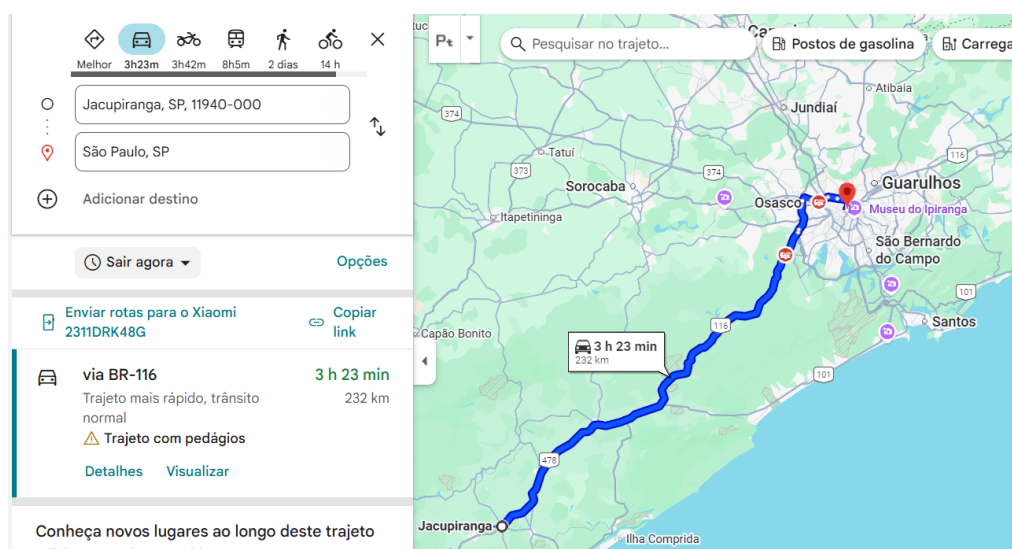 Melhor 3h23m 3h42m 8h5m 2 dias 14 h
Jacupiranga, SP, 11940-000
São Paulo, SP
Adicionar destino
Sair agora
Opções
Enviar rotas para o Xiaomi
2311DRK48G
Copiar
link
via BR-116
3 h 23 min
Trajeto mais rápido, trânsito
normal
232 km
Trajeto com pedágios
Detalhes Visualizar
Conheça novos lugares ao longo deste trajeto
Pesquisar no trajeto...
Postos de gasolina
Carrega
Atibaia
Jundiaí
374
Tatuí
116
373
374
Sorocaba
Guarulhos
Osasco
Museu do Ipiranga
Itapetininga
São Bernardo
do Campo
101
Santos
116
Capão Bonito
3 h 23 min
232 km
101
478
Jacupiranga
Ilha Comprida